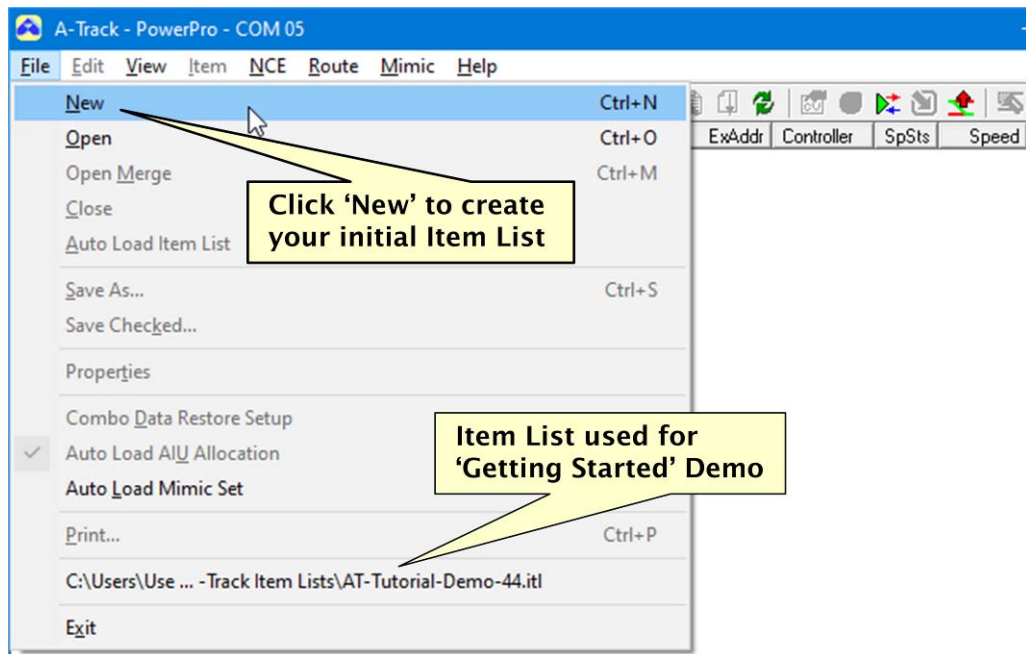 A-Track - PowerPro - COM 05
File Edit View Item NCE Route Mimic Help
New Ctrl+N
Open Ctrl+O
ExAddr Controller SpSts Speed
Open Merge Ctrl+M
Close
Click ‘New’ to create
your initial Item List
Auto Load Item List
Save As... Ctrl+S
Save Checked...
Properties
Combo Data Restore Setup
Item List used for
‘Getting Started’ Demo
Auto Load AIU Allocation
Auto Load Mimic Set
Print... Ctrl+P
C:\Users\Use ... -Track Item Lists\AT-Tutorial-Demo-44.itl
Exit